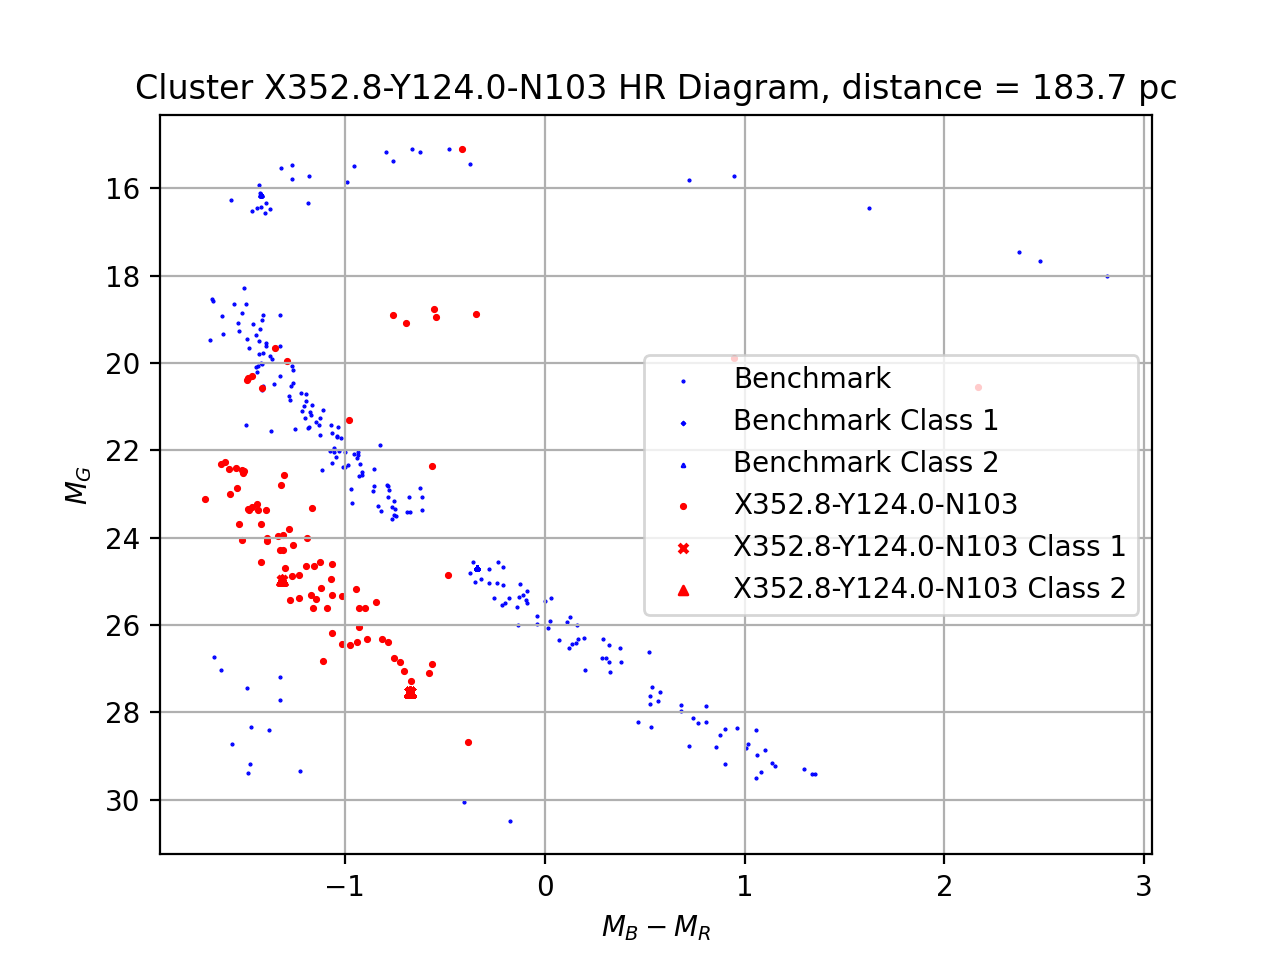 Cluster X352.8-Y124.0-N103 HR Diagram, distance = 183.7 pc
16
18
20
22
24
26
28
30
M_G
Benchmark
Benchmark Class 1
Benchmark Class 2
X352.8-Y124.0-N103
X352.8-Y124.0-N103 Class 1
X352.8-Y124.0-N103 Class 2
−1 0 1 2 3
M_B − M_R